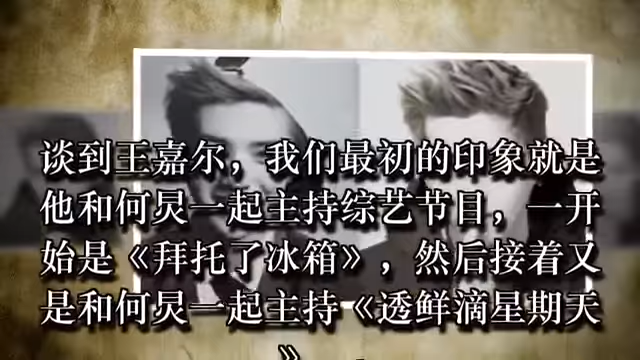 谈到王嘉尔，我们最初的印象就是
他和何炅一起主持综艺节目，一开
始是《拜托了冰箱》，然后接着又
是和何炅一起主持《透鲜滴星期天
》.